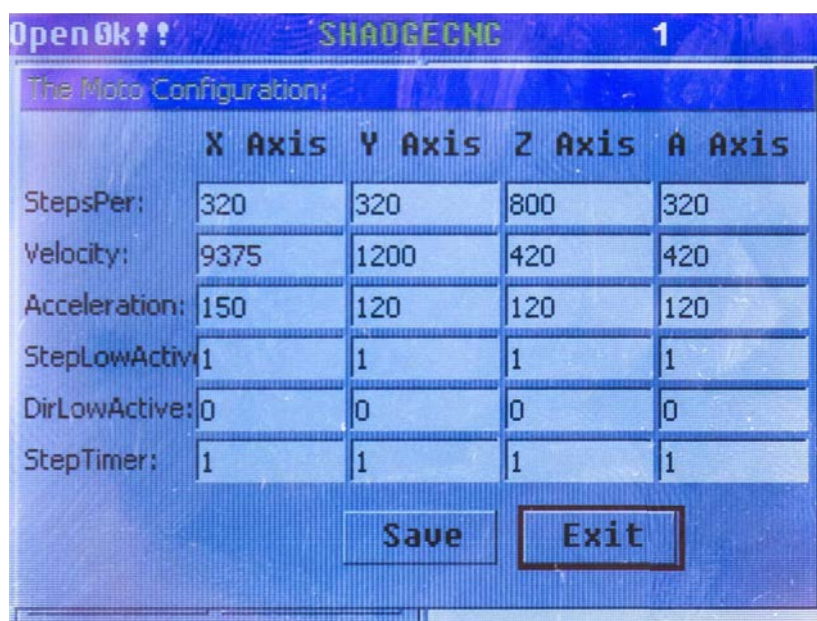 Open0k!! SHAOGECNC 1
The Moto Configuration:
X Axis Y Axis Z Axis A Axis
StepsPer: 320 320 800 320
Velocity: 9375 1200 420 420
Acceleration: 150 120 120 120
StepLowActiv 1 1 1 1
DirLowActive: 0 0 0 0
StepTimer: 1 1 1 1
Save Exit